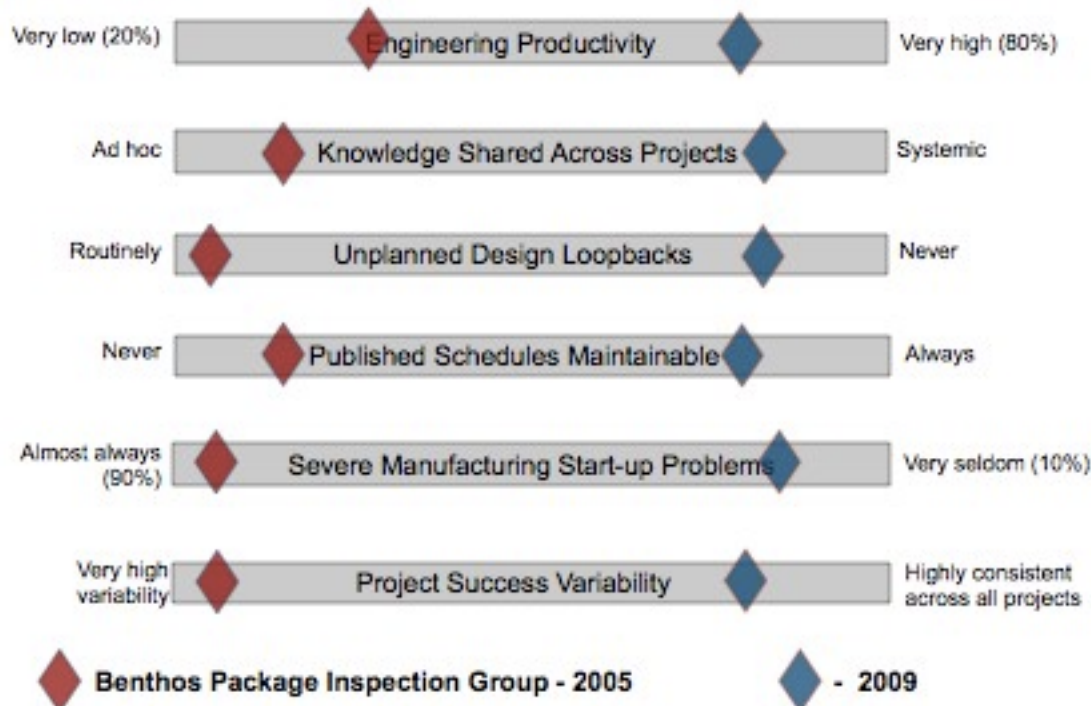 Very low (20%)
Engineering Productivity
Very high (80%)
Ad hoc
Knowledge Shared Across Projects
Systemic
Routinely
Unplanned Design Loopbacks
Never
Never
Published Schedules Maintainable
Always
Almost always
(90%)
Severe Manufacturing Start-up Problems
Very seldom (10%)
Very high
variability
Project Success Variability
Highly consistent
across all projects
Benthos Package Inspection Group - 2005
- 2009